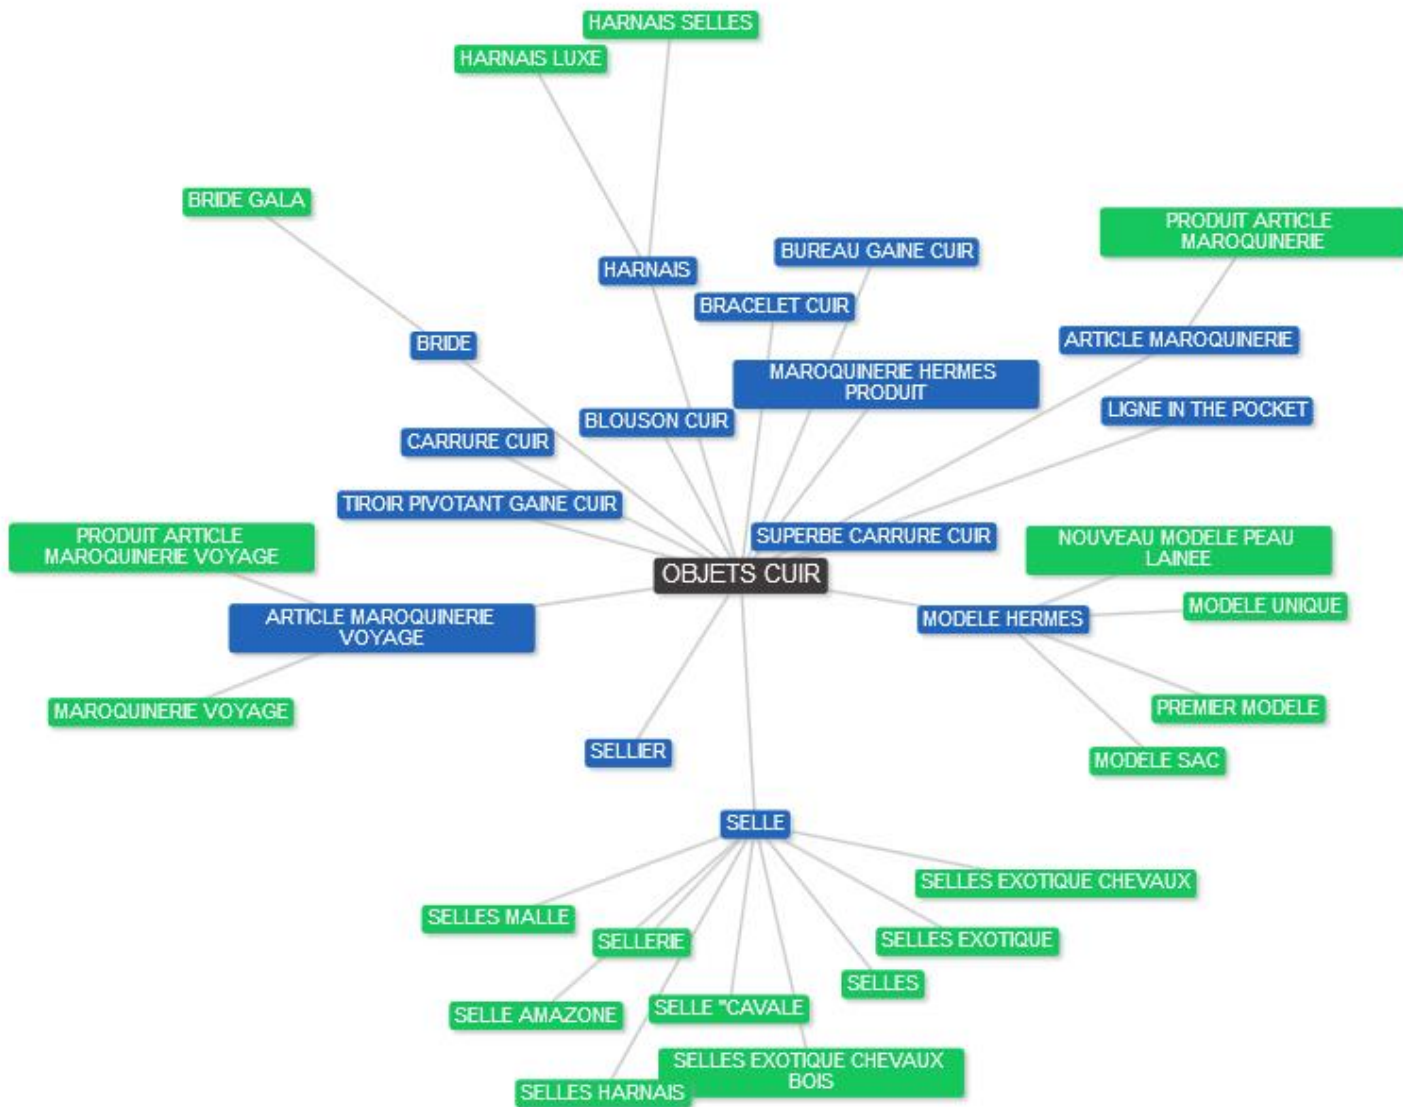 HARNAIS SELLES
HARNAIS LUXE
BRIDE GALA
PRODUIT ARTICLE
MAROQUINERIE
BUREAU GAINE CUIR
HARNAIS
BRACELET CUIR
BRIDE
ARTICLE MAROQUINERIE
MAROQUINERIE HERMES
PRODUIT
LIGNE IN THE POCKET
BLOUSON CUIR
CARRURE CUIR
TIROIR PIVOTANT GAINE CUIR
SUPERBE CARRURE CUIR
PRODUIT ARTICLE
MAROQUINERIE VOYAGE
NOUVEAU MODELE PEAU
LAINEE
OBJETS CUIR
MODELE UNIQUE
ARTICLE MAROQUINERIE
VOYAGE
MODELE HERMES
MAROQUINERIE VOYAGE
PREMIER MODELE
SELLIER
MODELE SAC
SELLE
SELLES EXOTIQUE CHEVAUX
SELLES MALLE
SELLERIE
SELLES EXOTIQUE
SELLES
SELLE AMAZONE
SELLE "CAVALE
SELLES EXOTIQUE CHEVAUX
BOIS
SELLES HARNAIS